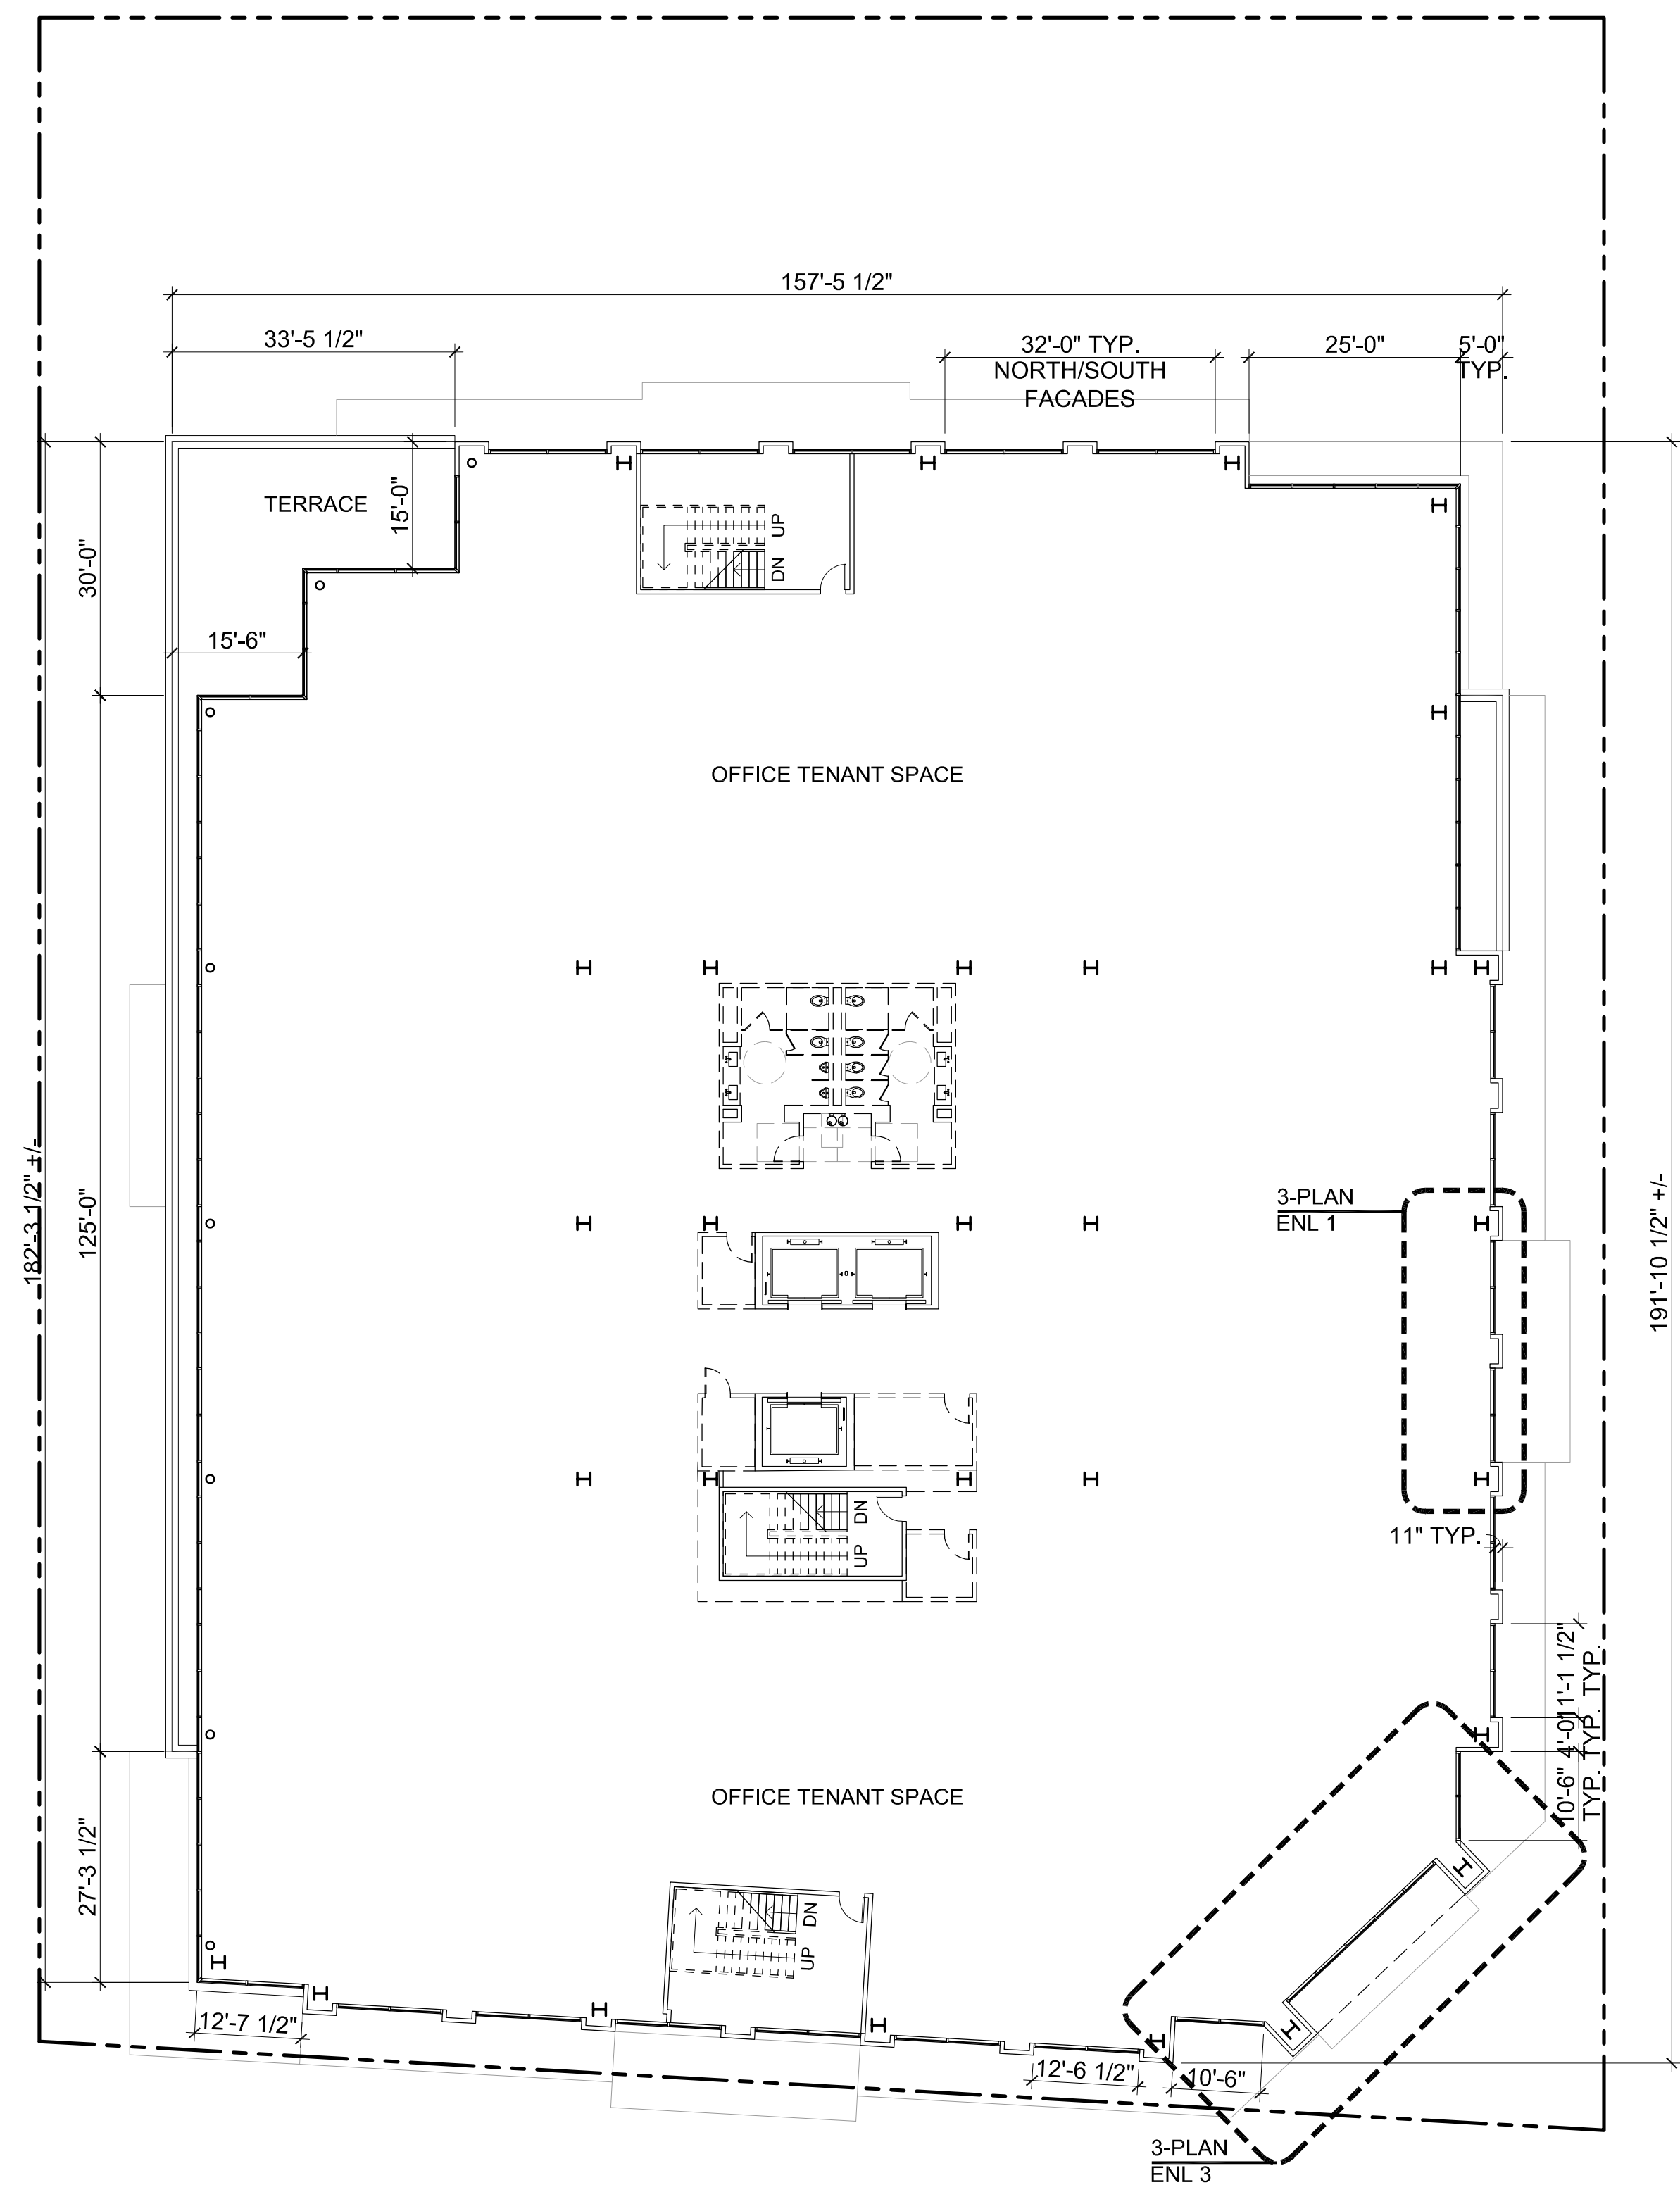 157'-5 1/2"
33'-5 1/2"
32'-0" TYP.
NORTH/SOUTH
FACADES
25'-0"
5'-0"
TYP.
TERRACE
15'-0"
UP
DN
30'-0"
15'-6"
OFFICE TENANT SPACE
182'-3 1/2" +/-
125'-0"
3-PLAN
ENL 1
191'-10 1/2" +/-
DN
UP
11" TYP.
11'-1 1/2"
TYP.
4'-0"
TYP.
10'-6"
TYP.
OFFICE TENANT SPACE
27'-3 1/2"
DN
UP
12'-7 1/2"
12'-6 1/2"
10'-6"
3-PLAN
ENL 3